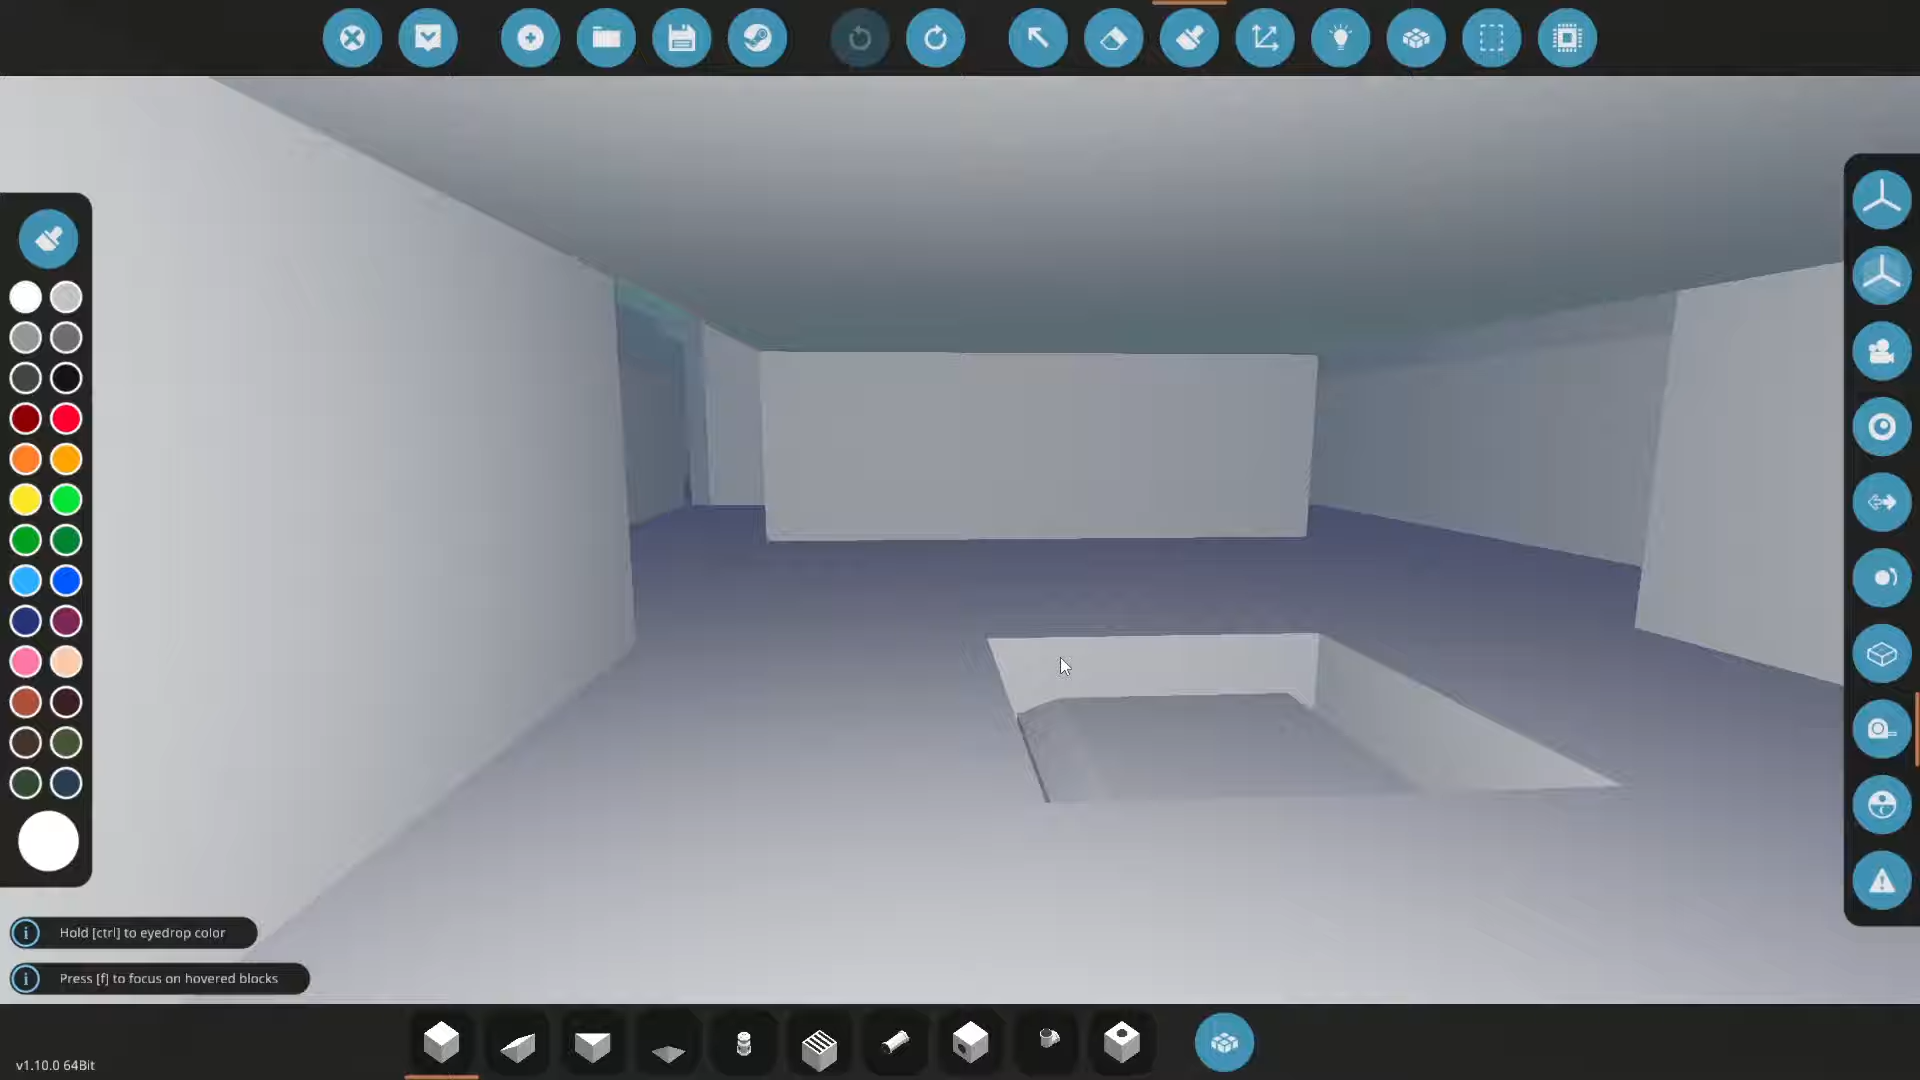 Hold [ctrl] to eyedrop color
Press [f] to focus on hovered blocks
v1.10.0 64Bit